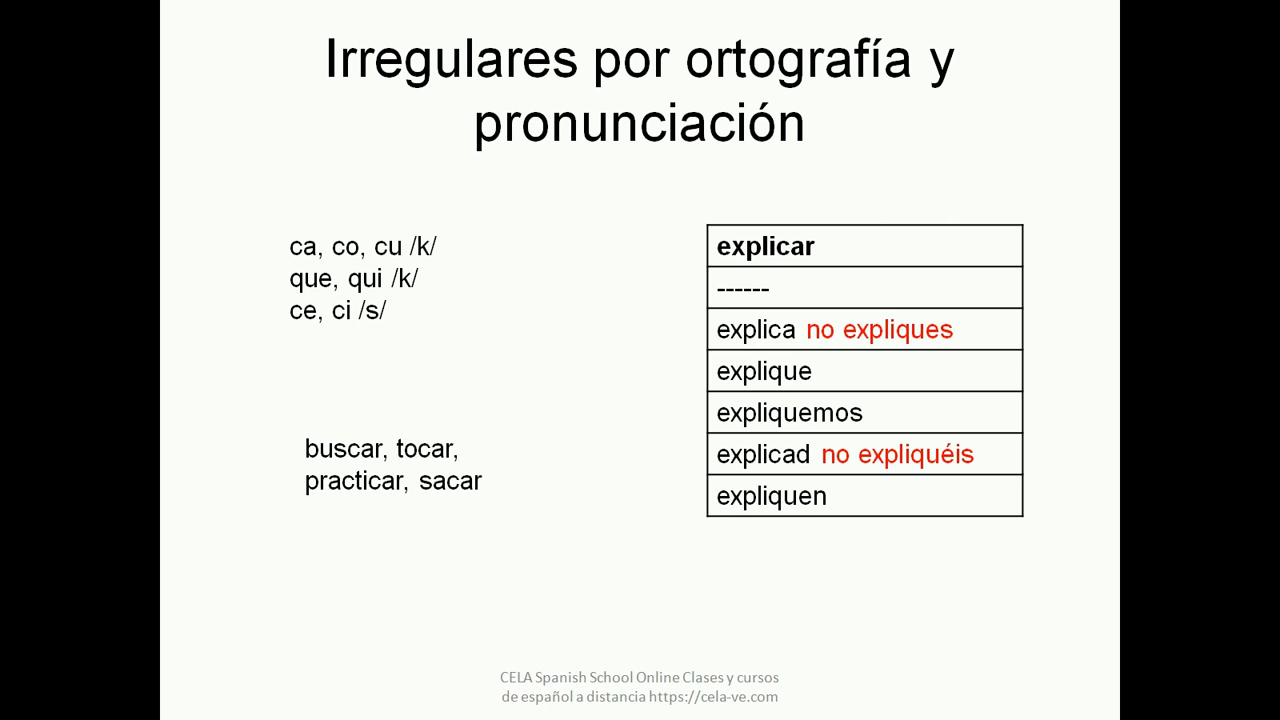 Irregulares por ortografía y
pronunciación
ca, co, cu /k/
que, qui /k/
ce, ci /s/
buscar, tocar,
practicar, sacar
explicar
------
explica no expliques
explique
expliquemos
explicad no expliquéis
expliquen
CELA Spanish School Online Clases y cursos
de español a distancia https://cela-ve.com